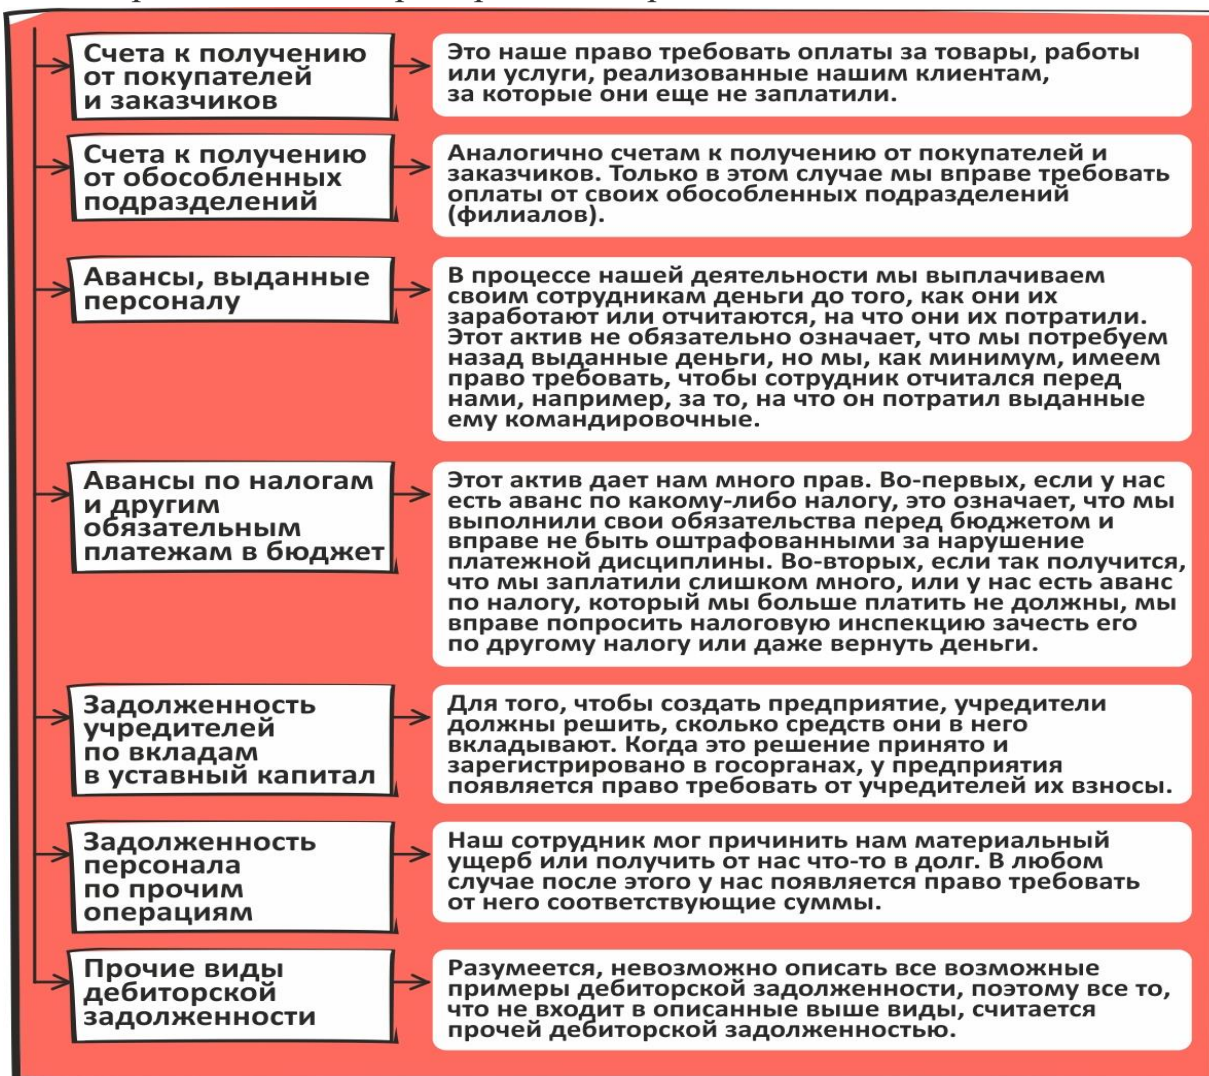 Счета к получению
от покупателей
и заказчиков
Это наше право требовать оплаты за товары, работы
или услуги, реализованные нашим клиентам,
за которые они еще не заплатили.
Счета к получению
от обособленных
подразделений
Аналогично счетам к получению от покупателей и
заказчиков. Только в этом случае мы вправе требовать
оплаты от своих обособленных подразделений
(филиалов).
Авансы, выданные
персоналу
В процессе нашей деятельности мы выплачиваем
своим сотрудникам деньги до того, как они их
заработают или отчитаются, на что они их потратили.
Этот актив не обязательно означает, что мы потребуем
назад выданные деньги, но мы, как минимум, имеем
право требовать, чтобы сотрудник отчитался перед
нами, например, за то, на что он потратил выданные
ему командировочные.
Авансы по налогам
и другим
обязательным
платежам в бюджет
Этот актив дает нам много прав. Во-первых, если у нас
есть аванс по какому-либо налогу, это означает, что мы
выполнили свои обязательства перед бюджетом и
вправе не быть оштрафованными за нарушение
платежной дисциплины. Во-вторых, если так получится,
что мы заплатили слишком много, или у нас есть аванс
по налогу, который мы больше платить не должны, мы
вправе попросить налоговую инспекцию зачесть его
по другому налогу или даже вернуть деньги.
Задолженность
учредителей
по вкладам
в уставный капитал
Для того, чтобы создать предприятие, учредители
должны решить, сколько средств они в него
вкладывают. Когда это решение принято и
зарегистрировано в госорганах, у предприятия
появляется право требовать от учредителей их взносы.
Задолженность
персонала
по прочим
операциям
Наш сотрудник мог причинить нам материальный
ущерб или получить от нас что-то в долг. В любом
случае после этого у нас появляется право требовать
от него соответствующие суммы.
Прочие виды
дебиторской
задолженности
Разумеется, невозможно описать все возможные
примеры дебиторской задолженности, поэтому все то,
что не входит в описанные выше виды, считается
прочей дебиторской задолженностью.